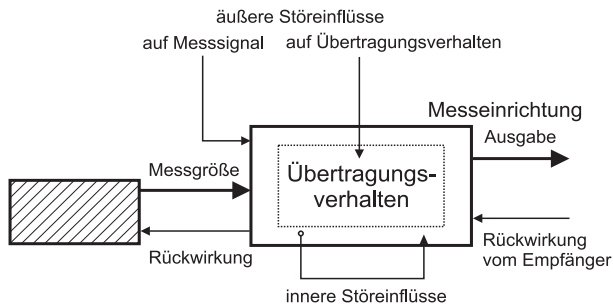 äußere Störeinflüsse
auf Messsignal
auf Übertragungsverhalten
Messeinrichtung
Ausgabe
Messgröße
Übertragungs-
verhalten
Rückwirkung
Rückwirkung
vom Empfänger
innere Störeinflüsse